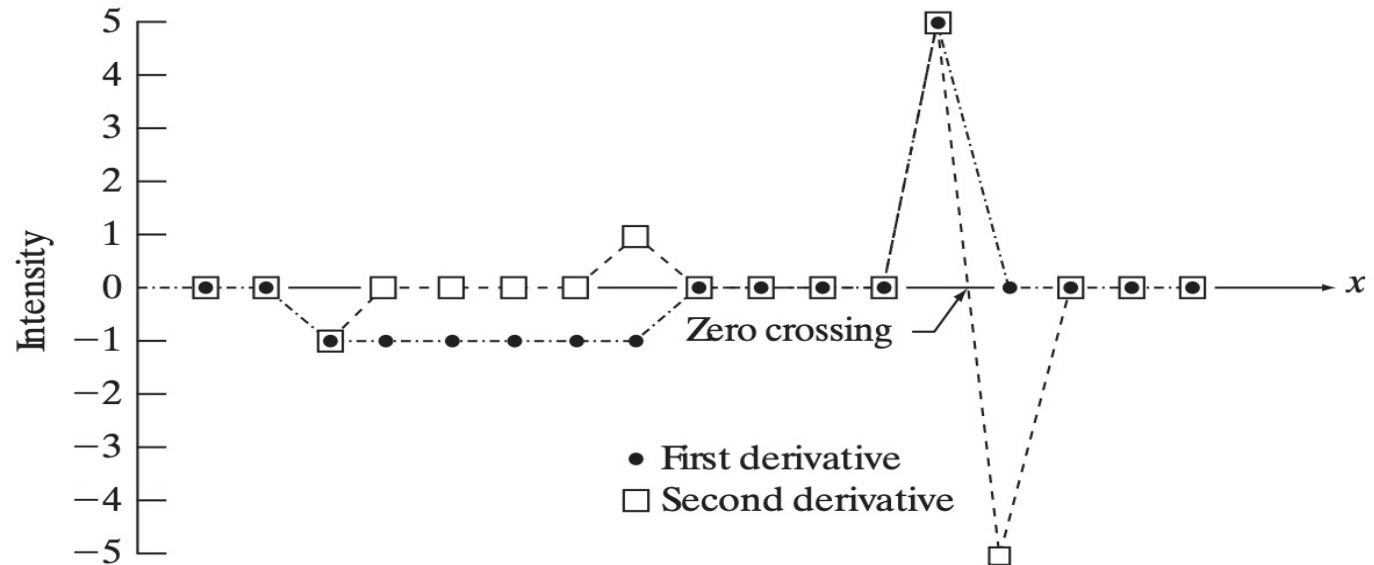 5
4
3
2
1
0
−1
−2
−3
−4
−5
Intensity
x
Zero crossing
First derivative
Second derivative